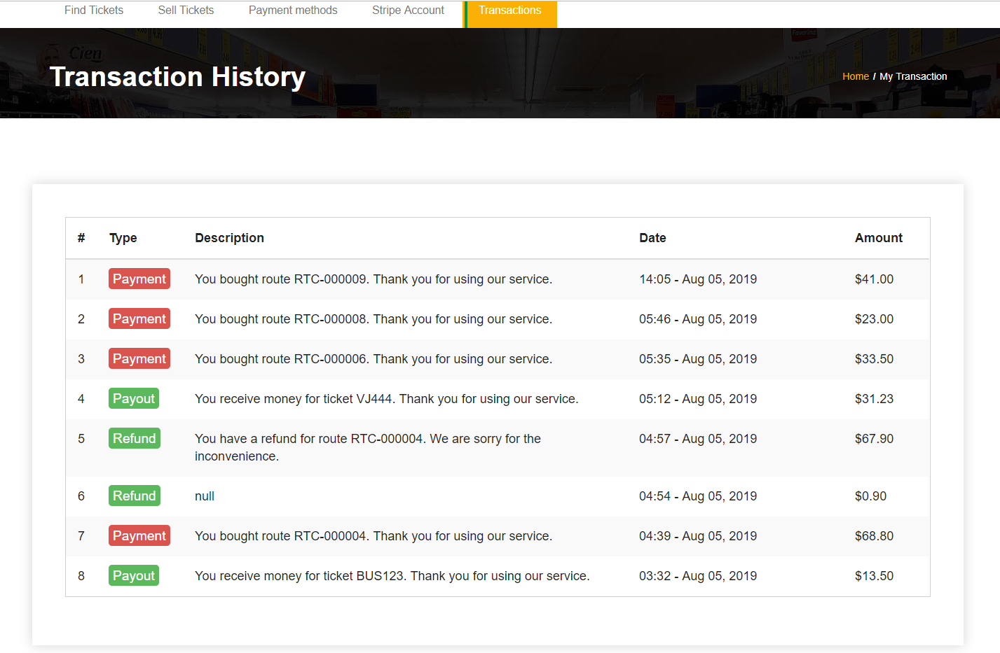 Find Tickets Sell Tickets Payment methods Stripe Account Transactions
Cien
Favorina
Transaction History
Home / My Transaction
# Type Description Date Amount
1 Payment You bought route RTC-000009. Thank you for using our service. 14:05 - Aug 05, 2019 $41.00
2 Payment You bought route RTC-000008. Thank you for using our service. 05:46 - Aug 05, 2019 $23.00
3 Payment You bought route RTC-000006. Thank you for using our service. 05:35 - Aug 05, 2019 $33.50
4 Payout You receive money for ticket VJ444. Thank you for using our service. 05:12 - Aug 05, 2019 $31.23
5 Refund You have a refund for route RTC-000004. We are sorry for the 04:57 - Aug 05, 2019 $67.90
inconvenience.
6 Refund null 04:54 - Aug 05, 2019 $0.90
7 Payment You bought route RTC-000004. Thank you for using our service. 04:39 - Aug 05, 2019 $68.80
8 Payout You receive money for ticket BUS123. Thank you for using our service. 03:32 - Aug 05, 2019 $13.50